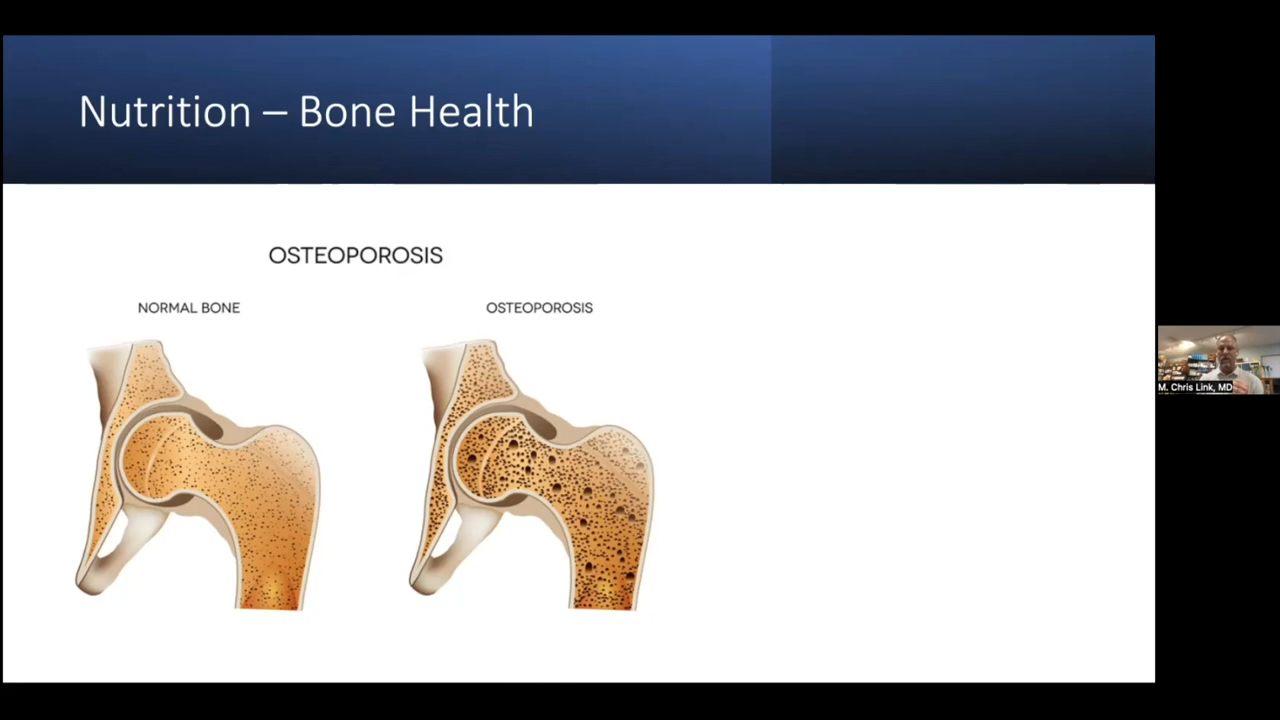 Nutrition – Bone Health
OSTEOPOROSIS
NORMAL BONE
OSTEOPOROSIS
M. Chris Link, MD